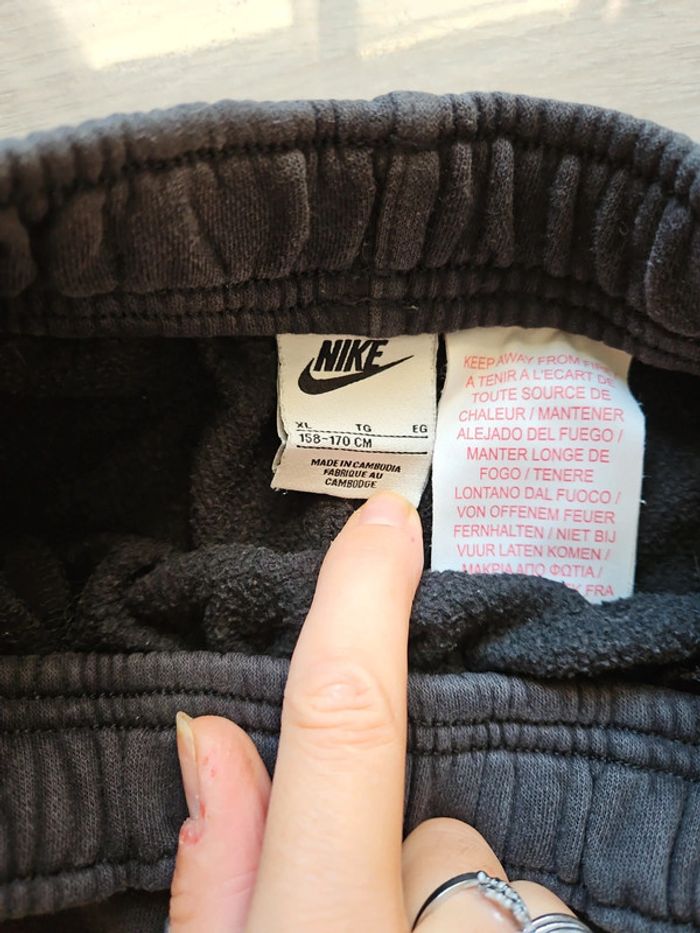 NIKE
XL TG EG
158-170 CM
MADE IN CAMBODIA
FABRIQUE AU
CAMBODGE
KEEP AWAY FROM FIRE
A TENIR À L'ECART DE
TOUTE SOURCE DE
CHALEUR / MANTENER
ALEJADO DEL FUEGO /
MANTER LONGE DE
FOGO / TENERE
LONTANO DAL FUOCO /
VON OFFENEM FEUER
FERNHALTEN / NIET BIJ
VUUR LATEN KOMEN /
ΜΑΚΡΙΑ ΑΠΟ ΦΩΤΙΑ /
FRA